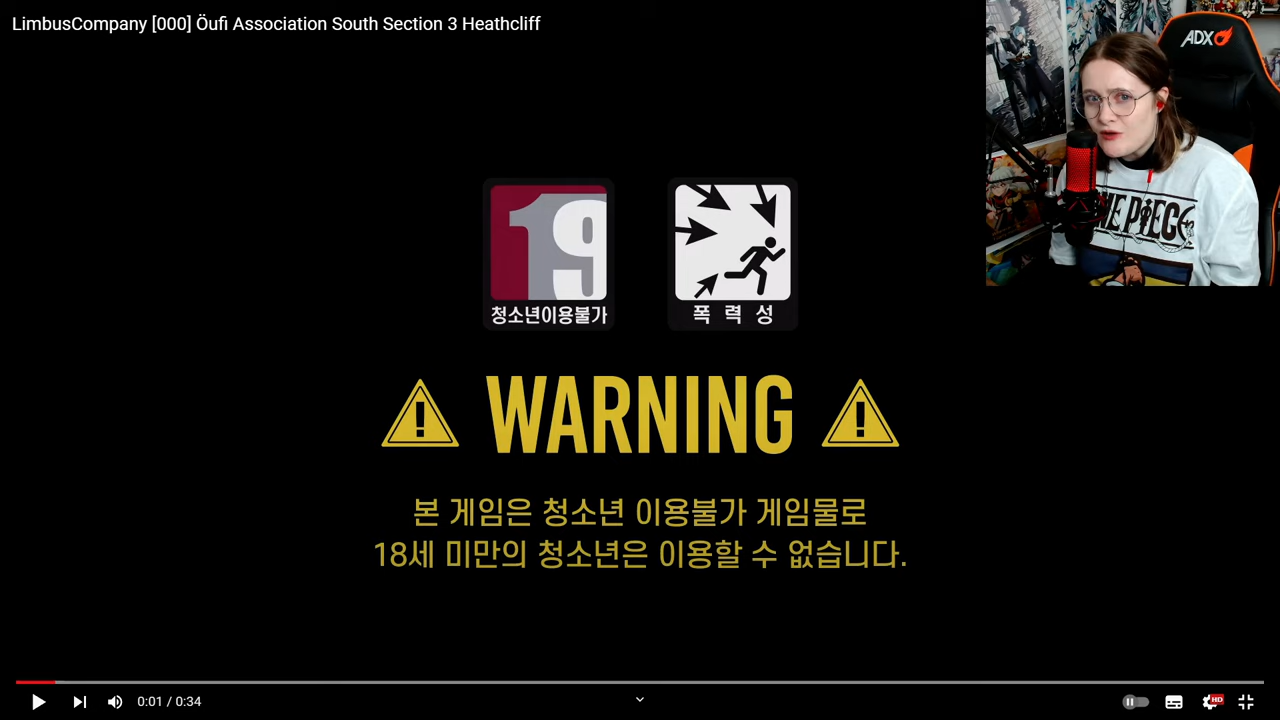 LimbusCompany [000] Öufi Association South Section 3 Heathcliff
ADX
ONE PIECE
19
청소년이용불가
폭력성
WARNING
본 게임은 청소년 이용불가 게임물로
18세 미만의 청소년은 이용할 수 없습니다.
0:01 / 0:34
HD